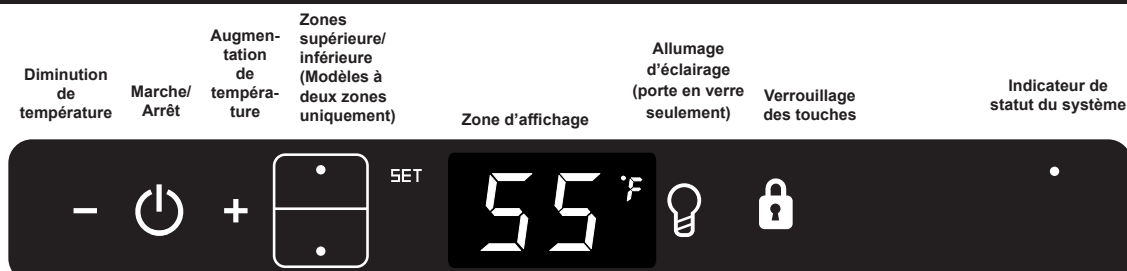 Diminution
de
température
Marche/
Arrêt
Augmen-
tation
de
tempéra-
ture
Zones
supérieure/
inférieure
(Modèles à
deux zones
uniquement)
Zone d'affichage
Allumage
d'éclairage
(porte en verre
seulement)
Verrouillage
des touches
Indicateur de
statut du système
- + SET 55 °F